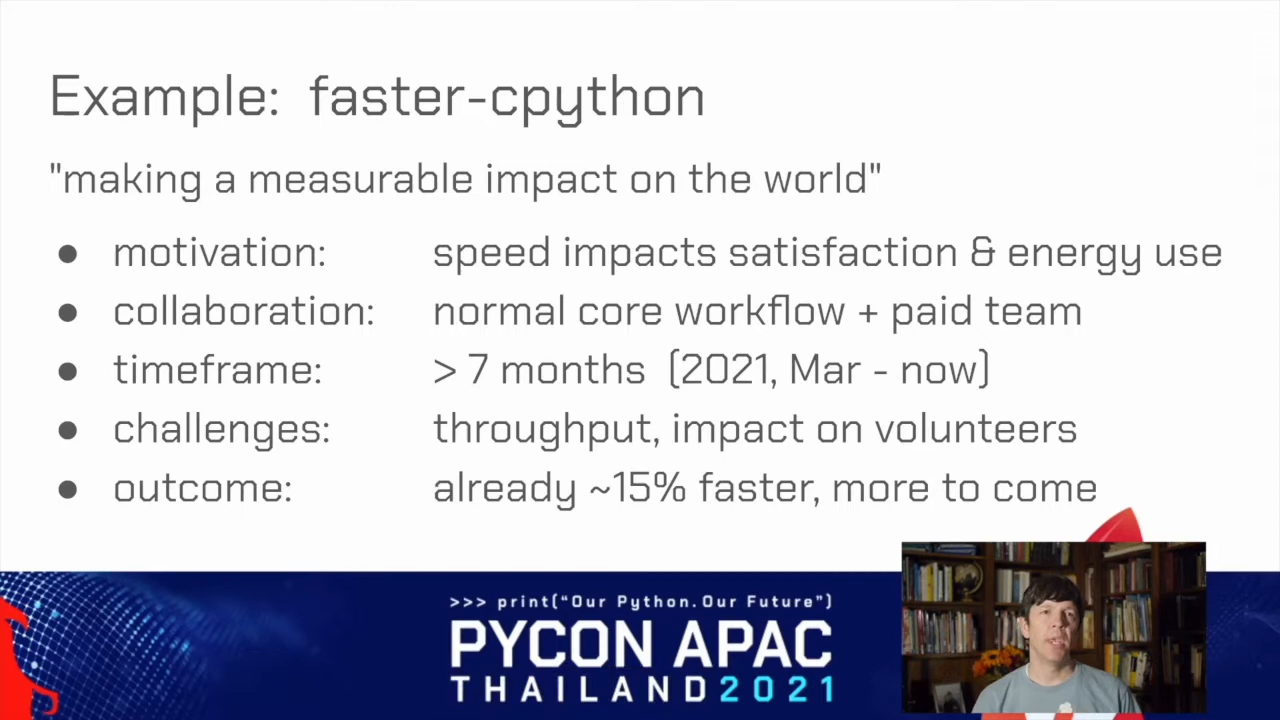 Example: faster-cpython
"making a measurable impact on the world"
● motivation: speed impacts satisfaction & energy use
● collaboration: normal core workflow + paid team
● timeframe: > 7 months (2021, Mar - now)
● challenges: throughput, impact on volunteers
● outcome: already ~15% faster, more to come
>>> print(“Our Python.Our Future”)
PYCON APAC
THAILAND 2021